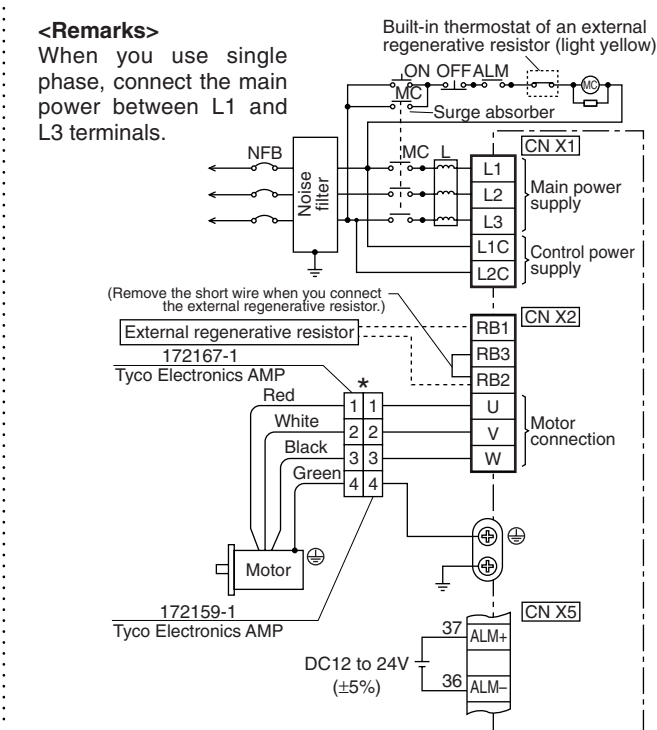 <Remarks>
When you use single
phase, connect the main
power between L1 and
L3 terminals.
Built-in thermostat of an external
regenerative resistor (light yellow)
ON OFF ALM
MC
MC
Surge absorber
NFB
Noise
filter
MC L
CN X1
L1
L2
L3
L1C
L2C
Main power
supply
Control power
supply
(Remove the short wire when you connect
the external regenerative resistor.)
External regenerative resistor
CN X2
RB1
RB3
RB2
U
V
W
Motor
connection
172167-1
Tyco Electronics AMP
*
Red
White
Black
Green
1 1
2 2
3 3
4 4
Motor
172159-1
Tyco Electronics AMP
CN X5
37 ALM+
DC12 to 24V
(±5%)
36 ALM–